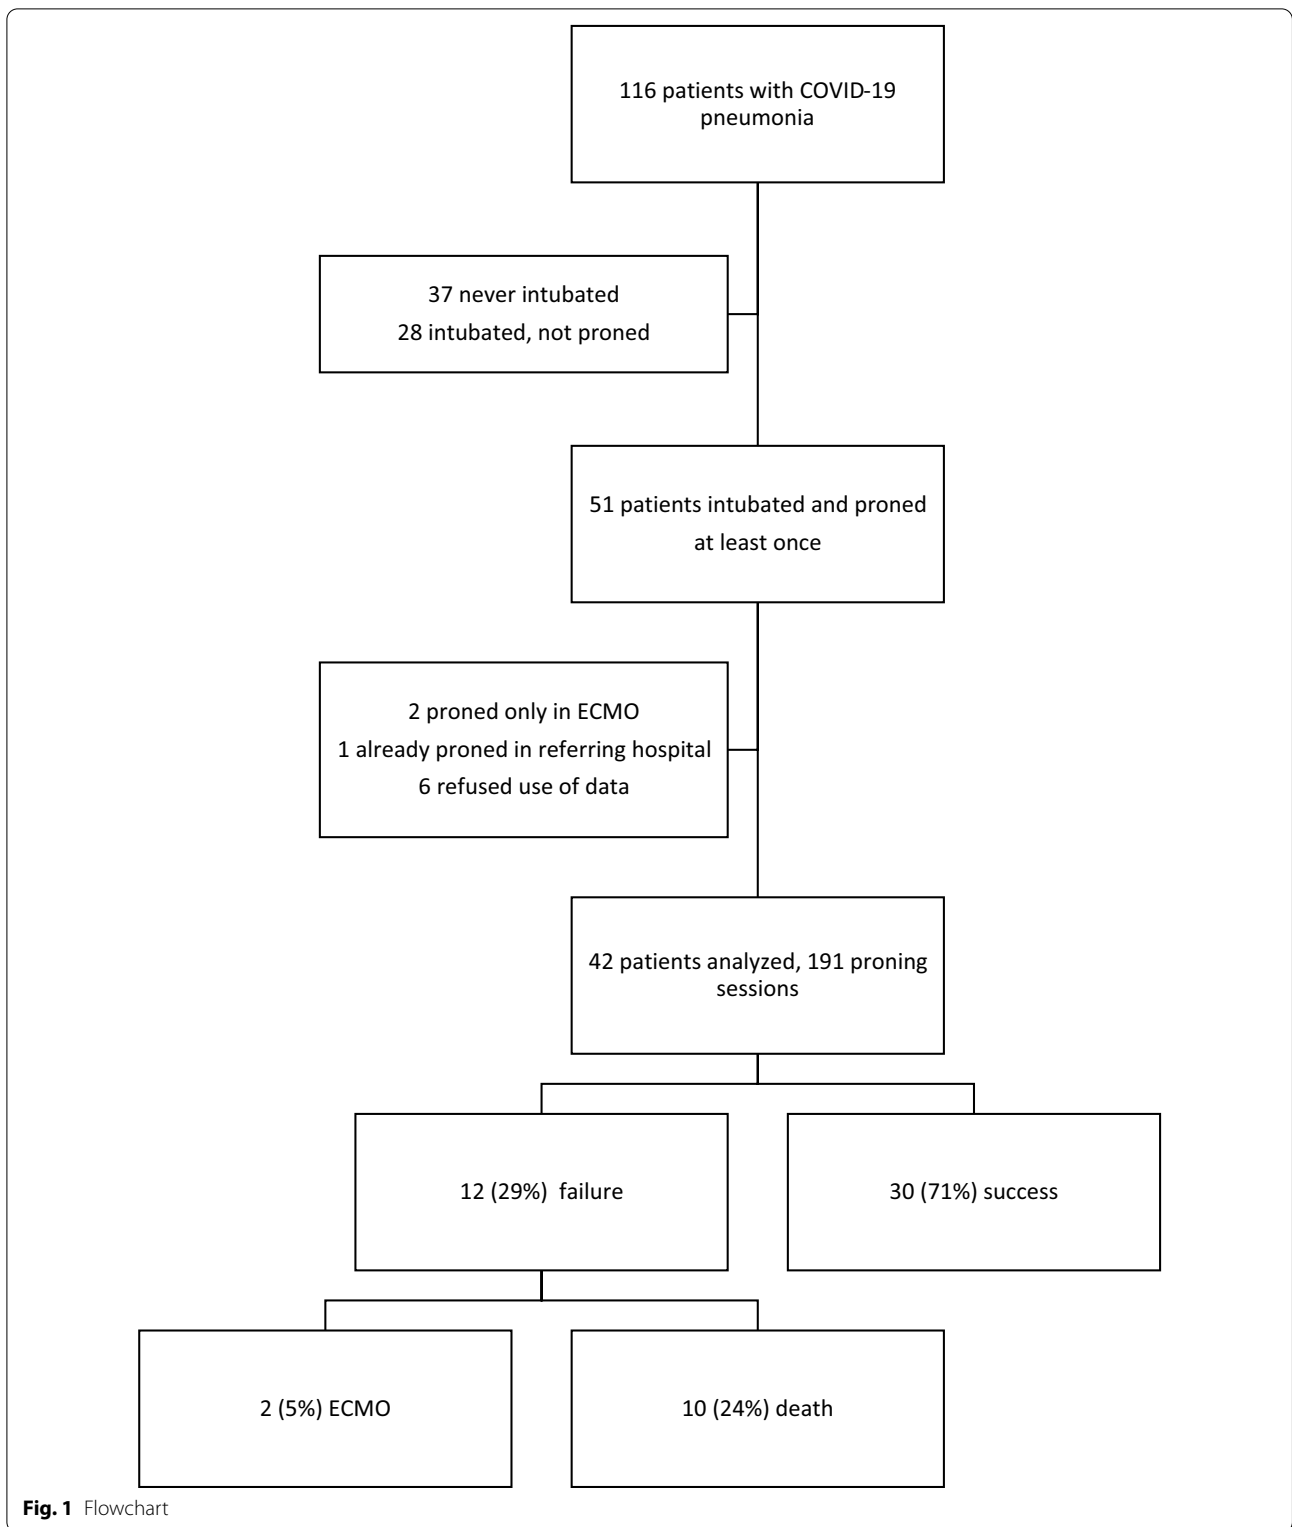 116 patients with COVID-19
pneumonia
37 never intubated
28 intubated, not proned
51 patients intubated and proned
at least once
2 proned only in ECMO
1 already proned in referring hospital
6 refused use of data
42 patients analyzed, 191 proning
sessions
12 (29%) failure
30 (71%) success
2 (5%) ECMO
10 (24%) death
Fig. 1 Flowchart